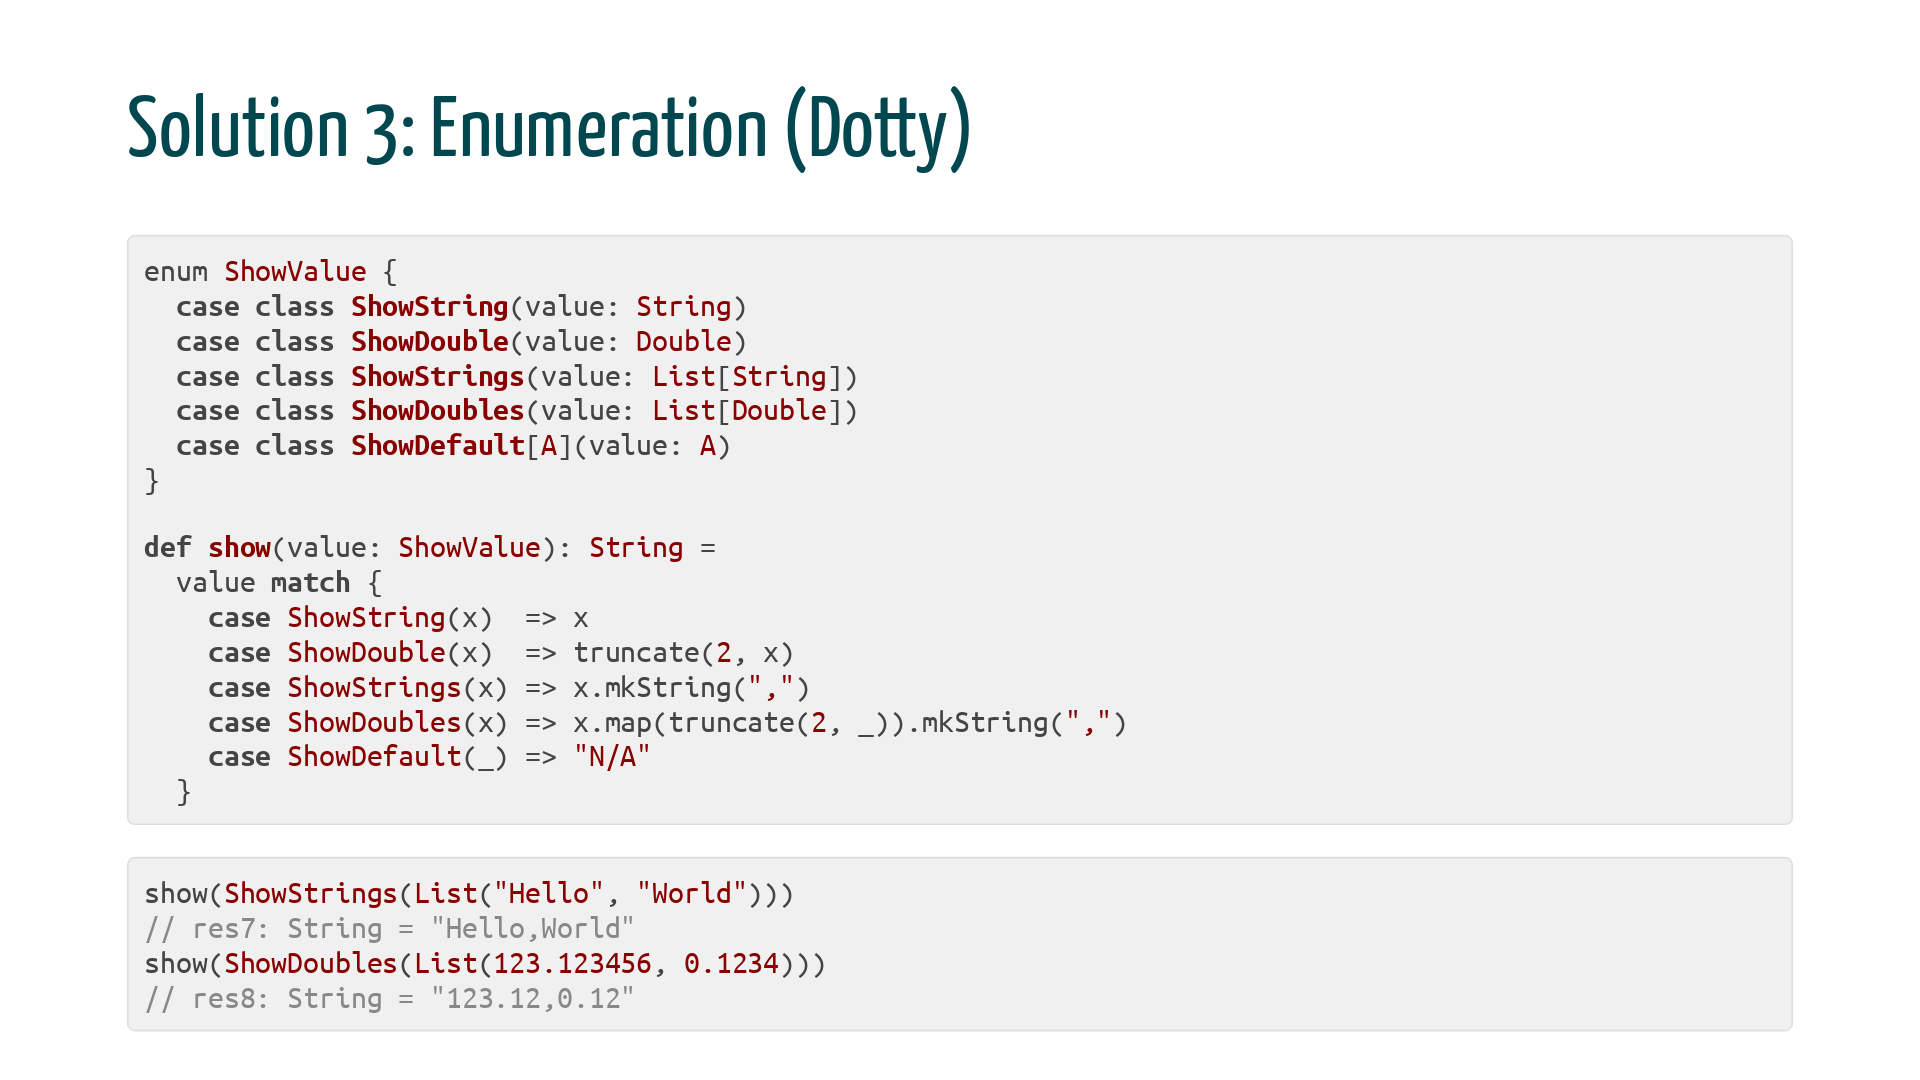 Solution 3: Enumeration (Dotty)
enum ShowValue {
  case class ShowString(value: String)
  case class ShowDouble(value: Double)
  case class ShowStrings(value: List[String])
  case class ShowDoubles(value: List[Double])
  case class ShowDefault[A](value: A)
}

def show(value: ShowValue): String =
  value match {
    case ShowString(x)  => x
    case ShowDouble(x)  => truncate(2, x)
    case ShowStrings(x) => x.mkString(",")
    case ShowDoubles(x) => x.map(truncate(2, _)).mkString(",")
    case ShowDefault(_) => "N/A"
  }
show(ShowStrings(List("Hello", "World")))
// res7: String = "Hello,World"
show(ShowDoubles(List(123.123456, 0.1234)))
// res8: String = "123.12,0.12"